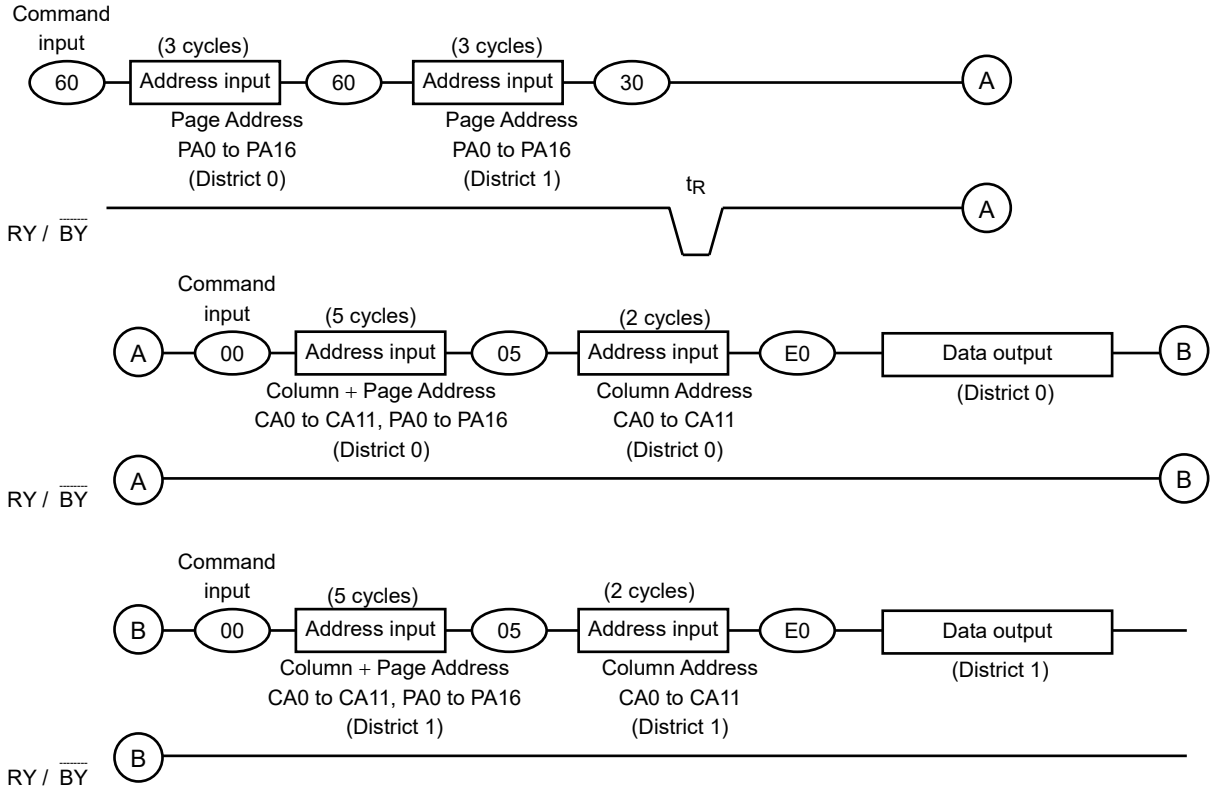 Command
input
(3 cycles)
(3 cycles)
60
Address input
60
Address input
30
A
Page Address
PA0 to PA16
(District 0)
Page Address
PA0 to PA16
(District 1)
tR
A
RY / BY
Command
input
(5 cycles)
(2 cycles)
A
00
Address input
05
Address input
E0
Data output
B
Column + Page Address
CA0 to CA11, PA0 to PA16
(District 0)
Column Address
CA0 to CA11
(District 0)
(District 0)
A
B
RY / BY
Command
input
(5 cycles)
(2 cycles)
B
00
Address input
05
Address input
E0
Data output
Column + Page Address
CA0 to CA11, PA0 to PA16
(District 1)
Column Address
CA0 to CA11
(District 1)
(District 1)
B
RY / BY